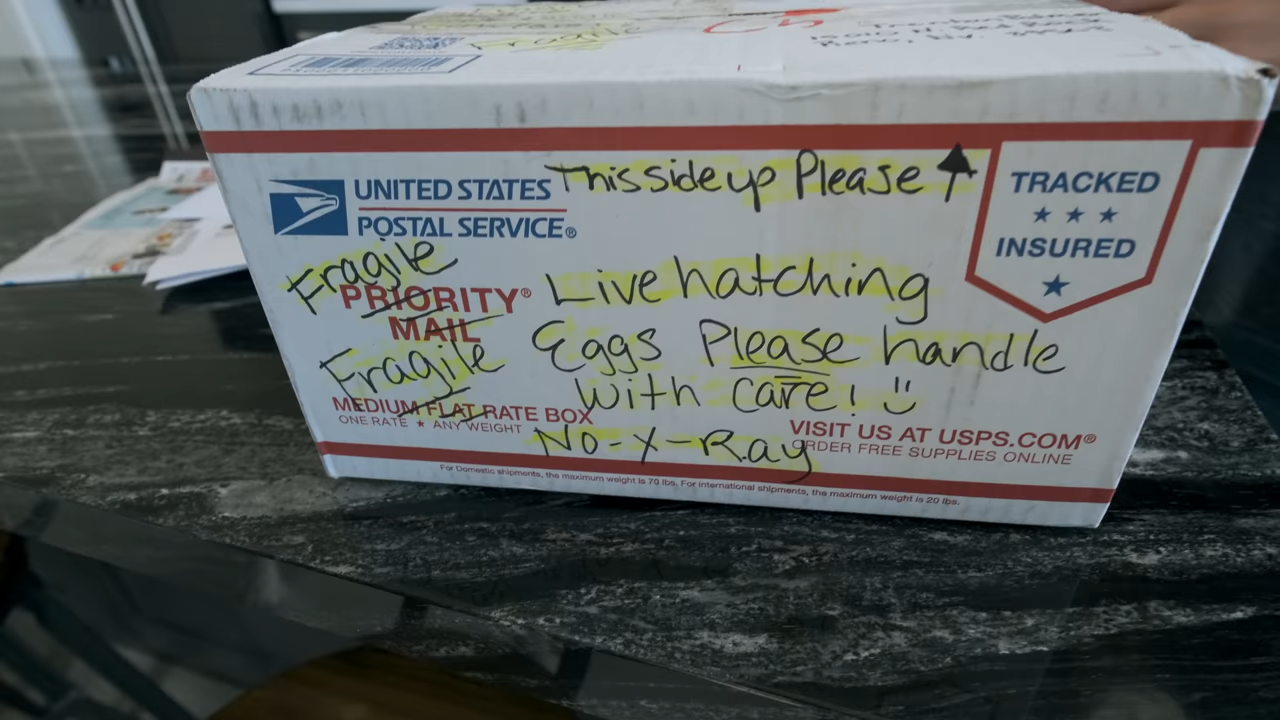 Fragile
This side up Please
UNITED STATES
POSTAL SERVICE®
TRACKED
INSURED
Fragile
PRIORITY®
MAIL
Live hatching
Fragile
Eggs Please handle
with care! :)
MEDIUM FLAT RATE BOX
ONE RATE ★ ANY WEIGHT
No-X-Ray
VISIT US AT USPS.COM®
ORDER FREE SUPPLIES ONLINE
For Domestic shipments, the maximum weight is 70 lbs. For international shipments, the maximum weight is 20 lbs.